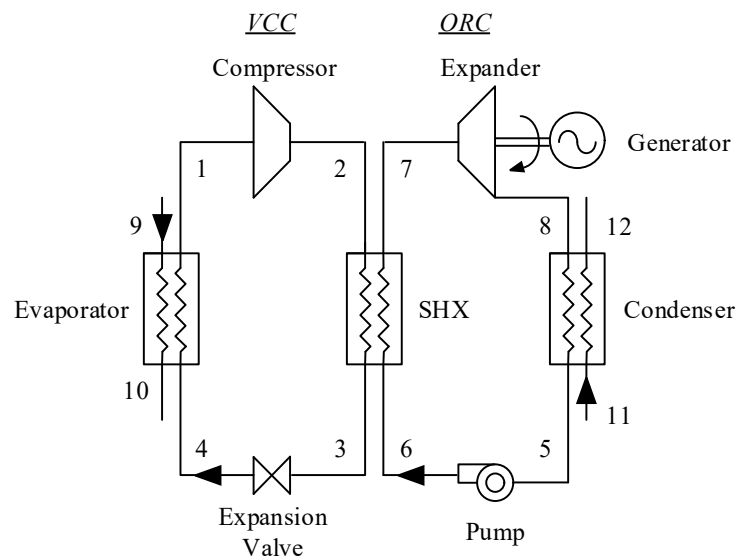 VCC
ORC
Compressor
Expander
Generator
1
2
7
9
8
12
Evaporator
SHX
Condenser
10
11
4
3
6
5
Expansion
Valve
Pump